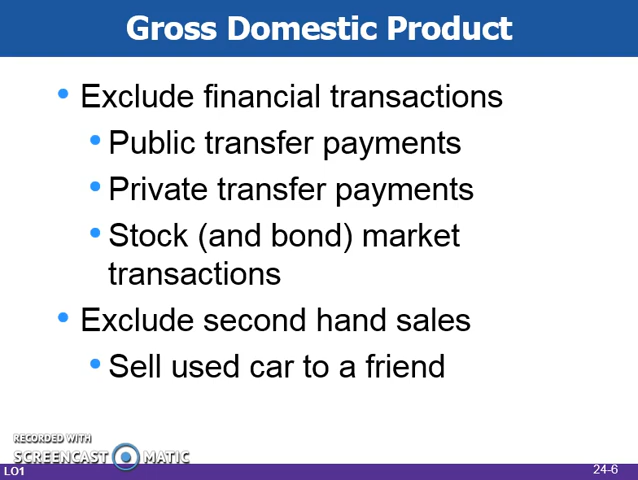 Gross Domestic Product
• Exclude financial transactions
• Public transfer payments
• Private transfer payments
• Stock (and bond) market
transactions
• Exclude second hand sales
• Sell used car to a friend
RECORDED WITH
SCREENCAST MATIC
LO1
24-6